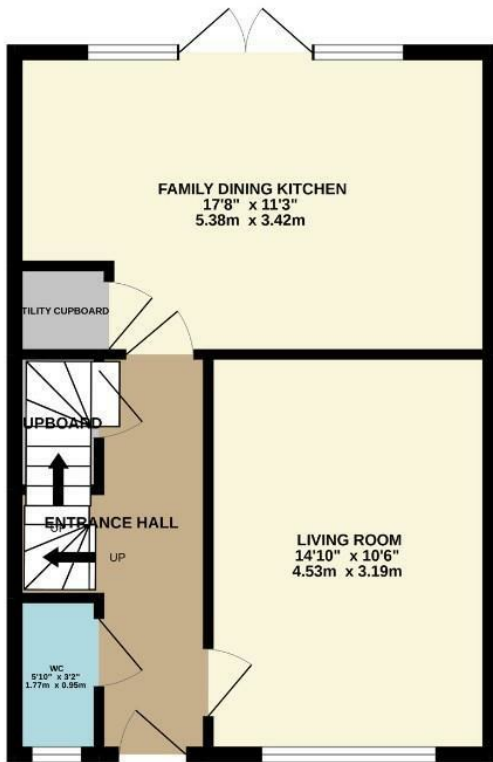 FAMILY DINING KITCHEN
17'8" x 11'3"
5.38m x 3.42m
TILITY CUPBOARD
UPBOARD
UP
ENTRANCE HALL
UP
LIVING ROOM
14'10" x 10'6"
4.53m x 3.19m
WC
5'10" x 3'2"
1.77m x 0.95m